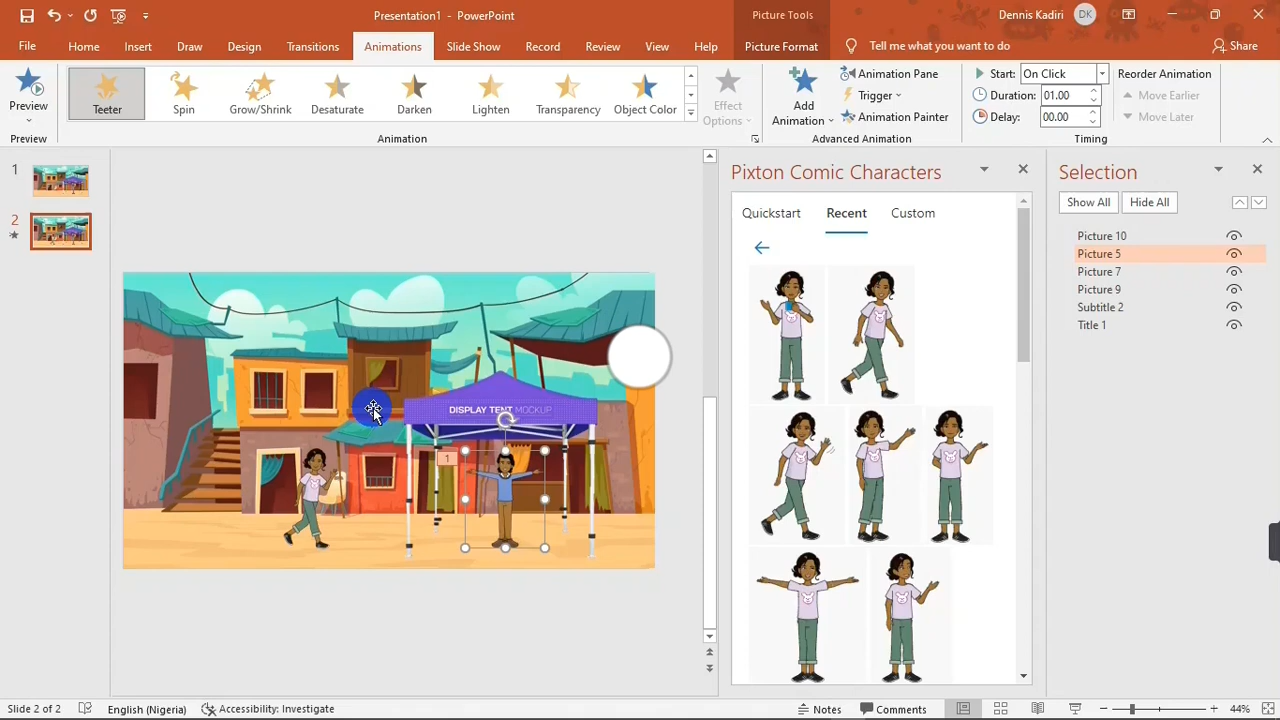 Presentation1 - PowerPoint
Picture Tools
Dennis Kadiri
DK
File
Home
Insert
Draw
Design
Transitions
Animations
Slide Show
Record
Review
View
Help
Picture Format
Tell me what you want to do
Share
Preview
Teeter
Spin
Grow/Shrink
Desaturate
Darken
Lighten
Transparency
Object Color
Effect
Options
Add
Animation
Animation Pane
Trigger
Animation Painter
Start:
On Click
Duration:
01.00
Delay:
00.00
Reorder Animation
Move Earlier
Move Later
Preview
Animation
Advanced Animation
Timing
1
2
DISPLAY TENT MOCKUP
1
Pixton Comic Characters
Quickstart
Recent
Custom
Selection
Show All
Hide All
Picture 10
Picture 5
Picture 7
Picture 9
Subtitle 2
Title 1
Slide 2 of 2
English (Nigeria)
Accessibility: Investigate
Notes
Comments
44%